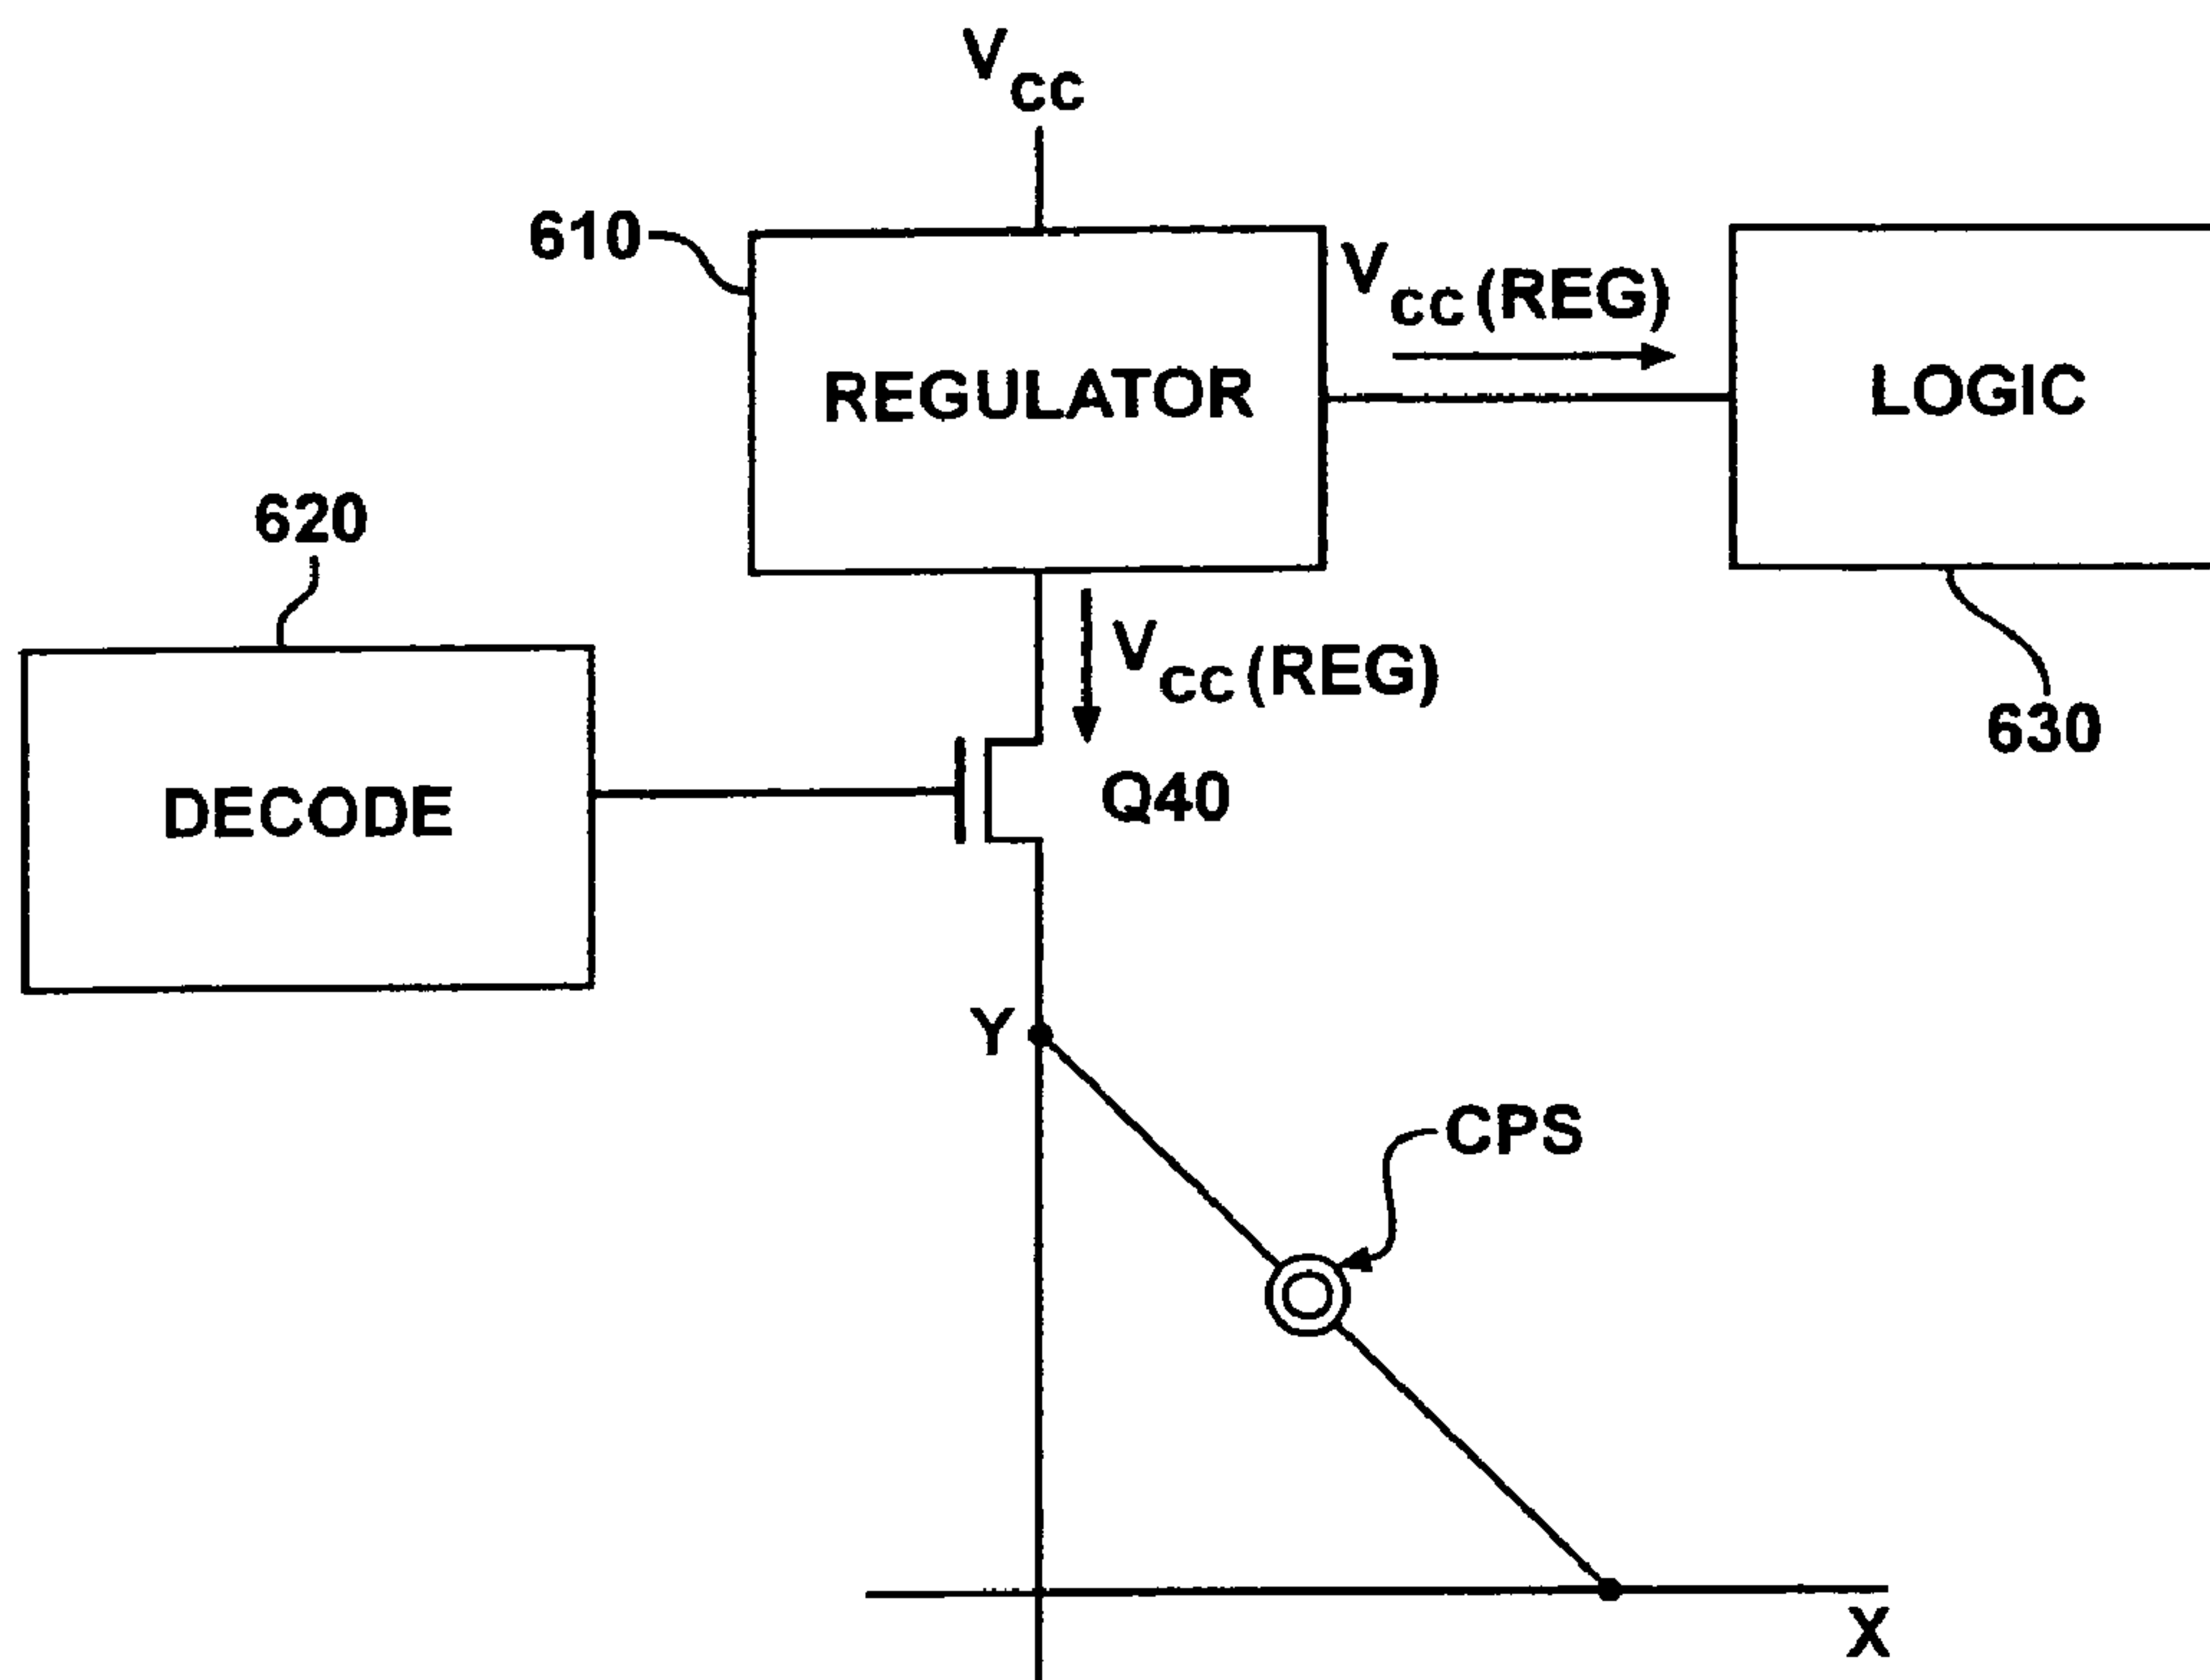 VCC
610
REGULATOR
VCC (REG)
LOGIC
620
VCC (REG)
630
DECODE
Q40
Y
CPS
X